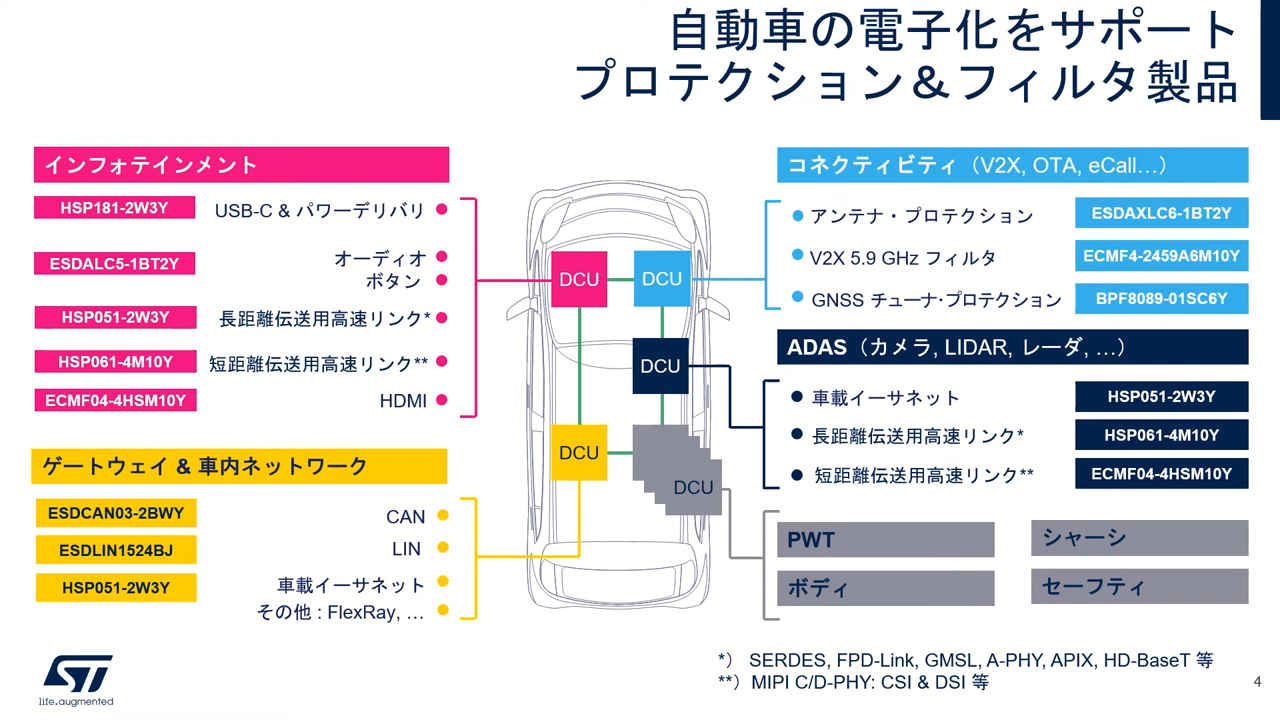 自動車の電子化をサポート
プロテクション&フィルタ製品
インフォテインメント
HSP181-2W3Y USB-C & パワーデリバリ
ESDALC5-1BT2Y オーディオ
ボタン
HSP051-2W3Y 長距離伝送用高速リンク*
HSP061-4M10Y 短距離伝送用高速リンク**
ECMF04-4HSM10Y HDMI
ゲートウェイ & 車内ネットワーク
ESDCAN03-2BWY CAN
ESDLIN1524BJ LIN
HSP051-2W3Y 車載イーサネット
その他 : FlexRay, …
DCU
DCU
DCU
DCU
DCU
コネクティビティ（V2X, OTA, eCall…）
アンテナ・プロテクション ESDAXLC6-1BT2Y
V2X 5.9 GHz フィルタ ECMF4-2459A6M10Y
GNSS チューナ・プロテクション BPF8089-01SC6Y
ADAS（カメラ, LIDAR, レーダ, …）
車載イーサネット HSP051-2W3Y
長距離伝送用高速リンク* HSP061-4M10Y
短距離伝送用高速リンク** ECMF04-4HSM10Y
PWT シャーシ
ボディ セーフティ
*） SERDES, FPD-Link, GMSL, A-PHY, APIX, HD-BaseT 等
**）MIPI C/D-PHY: CSI & DSI 等
ST
life.augmented
4